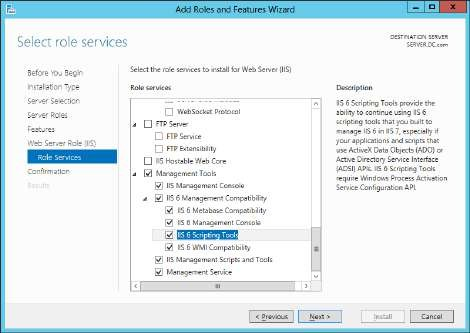 Add Roles and Features Wizard
Select role services
DESTINATION SERVER
SERVER.DC.com
Before You Begin
Installation Type
Server Selection
Server Roles
Features
Web Server Role (IIS)
Role Services
Confirmation
Results
Select the role services to install for Web Server (IIS)
Role services
WebSocket Protocol
FTP Server
FTP Service
FTP Extensibility
IIS Hostable Web Core
Management Tools
IIS Management Console
IIS 6 Management Compatibility
IIS 6 Metabase Compatibility
IIS 6 Management Console
IIS 6 Scripting Tools
IIS 6 WMI Compatibility
IIS Management Scripts and Tools
Management Service
Description
IIS 6 Scripting Tools provide the
ability to continue using IIS 6
scripting tools that you built to
manage IIS 6 in IIS 7, especially if
your applications and scripts that
use ActiveX Data Objects (ADO) or
Active Directory Service Interface
(ADSI) APIs. IIS 6 Scripting Tools
require Windows Process Activation
Service Configuration API.
< Previous
Next >
Install
Cancel